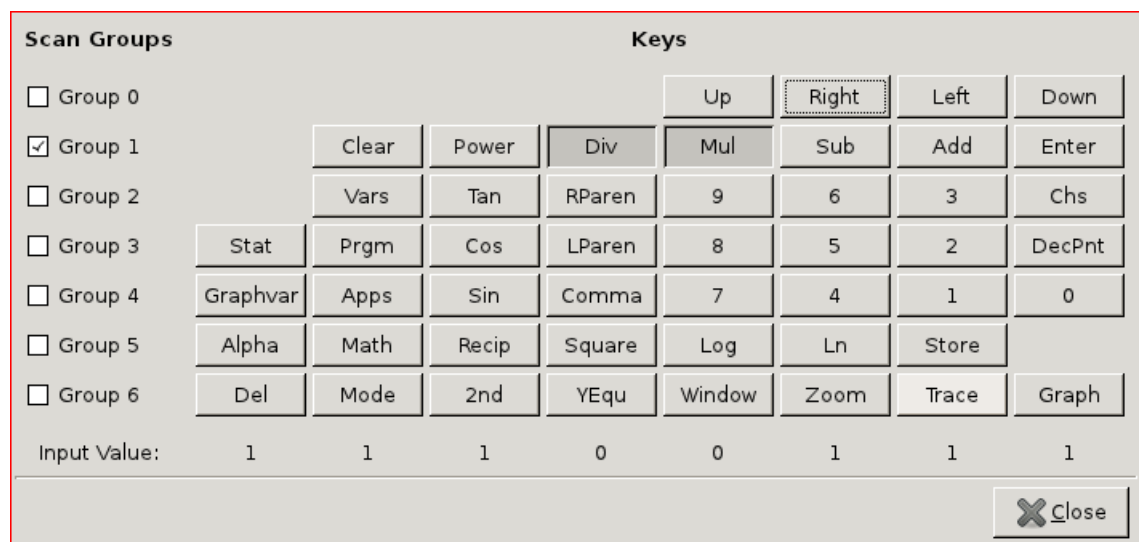 Scan Groups Keys
Group 0 Up Right Left Down
Group 1 Clear Power Div Mul Sub Add Enter
Group 2 Vars Tan RParen 9 6 3 Chs
Group 3 Stat Prgm Cos LParen 8 5 2 DecPnt
Group 4 Graphvar Apps Sin Comma 7 4 1 0
Group 5 Alpha Math Recip Square Log Ln Store
Group 6 Del Mode 2nd YEqu Window Zoom Trace Graph
Input Value: 1 1 1 0 0 1 1 1
Close